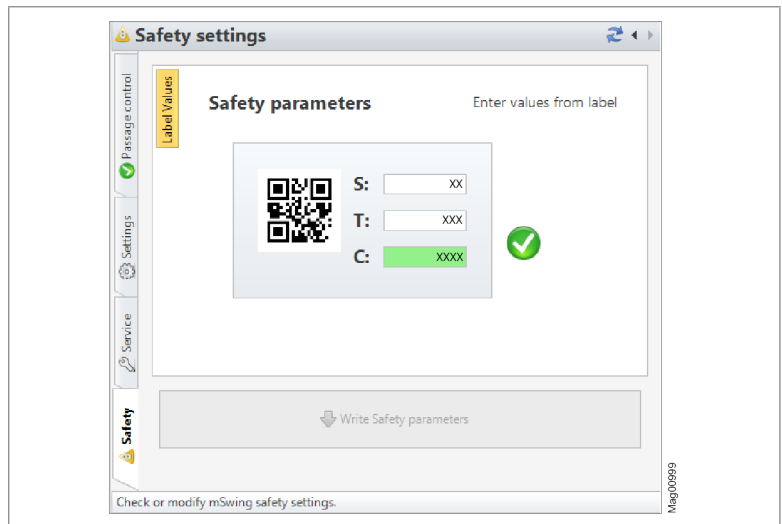 Safety settings
Passage control
Settings
Service
Safety
Label Values
Safety parameters
Enter values from label
S: xx
T: xxx
C: xxxx
Write Safety parameters
Check or modify mSwing safety settings.
Mag00999